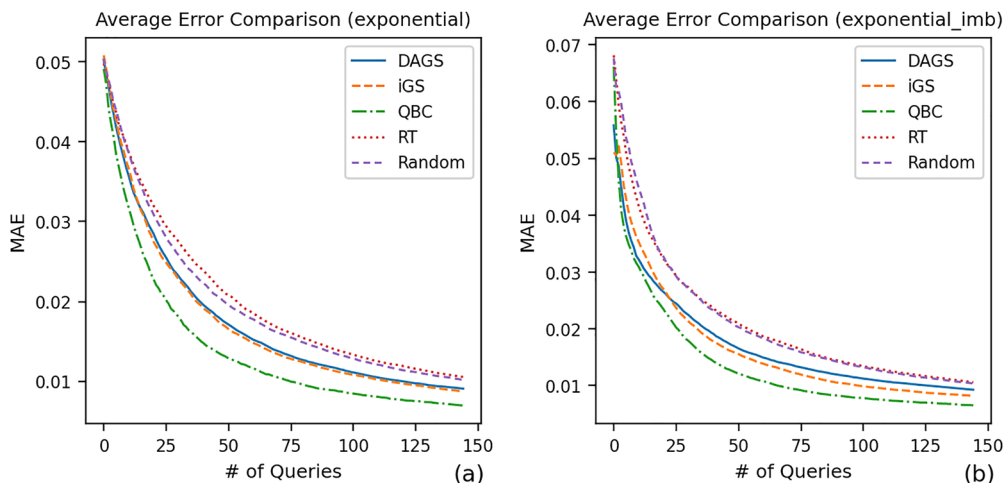 Average Error Comparison (exponential)
0.05
0.04
0.03
0.02
0.01
MAE
DAGS
iGS
QBC
RT
Random
0 25 50 75 100 125 150
# of Queries
(a)
Average Error Comparison (exponential_imb)
0.07
0.06
0.05
0.04
0.03
0.02
0.01
MAE
DAGS
iGS
QBC
RT
Random
0 25 50 75 100 125 150
# of Queries
(b)